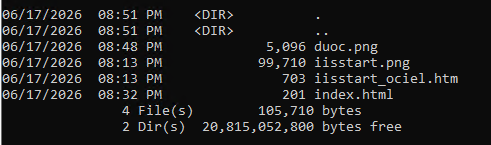 06/17/2026  08:51 PM    <DIR>          .
06/17/2026  08:51 PM    <DIR>          ..
06/17/2026  08:48 PM             5,096 duoc.png
06/17/2026  08:13 PM            99,710 iisstart.png
06/17/2026  08:13 PM               703 iisstart_ociel.htm
06/17/2026  08:32 PM               201 index.html
               4 File(s)        105,710 bytes
               2 Dir(s)  20,815,052,800 bytes free